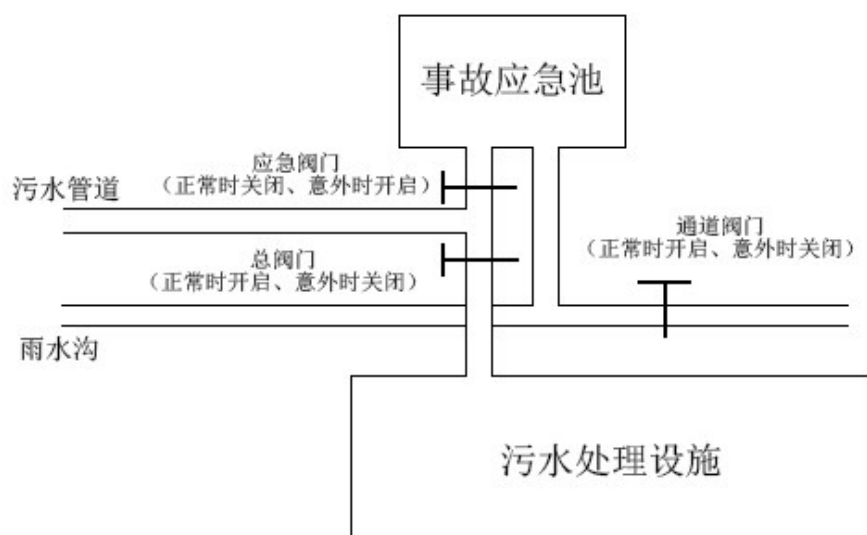 事故应急池
应急阀门
（正常时关闭、意外时开启）
污水管道
通道阀门
（正常时开启、意外时关闭）
总阀门
（正常时开启、意外时关闭）
雨水沟
污水处理设施